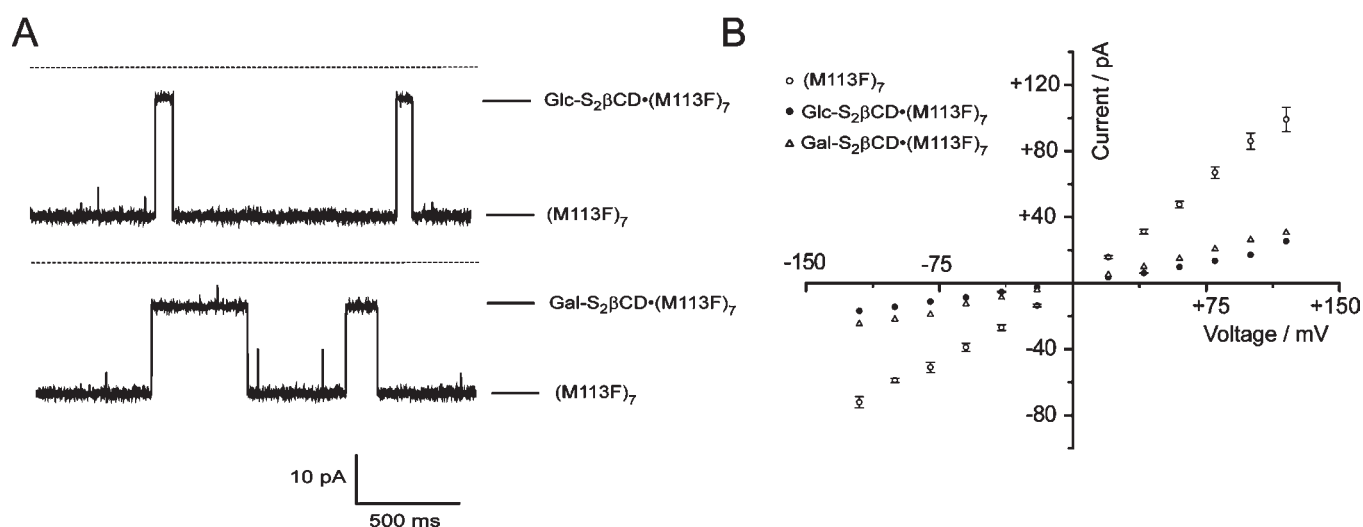 A
Glc-S₂βCD•(M113F)₇
(M113F)₇
Gal-S₂βCD•(M113F)₇
(M113F)₇
10 pA
500 ms
B
(M113F)₇
Glc-S₂βCD•(M113F)₇
Gal-S₂βCD•(M113F)₇
Current / pA
+120
+80
+40
-40
-80
-150
-75
+75
+150
Voltage / mV